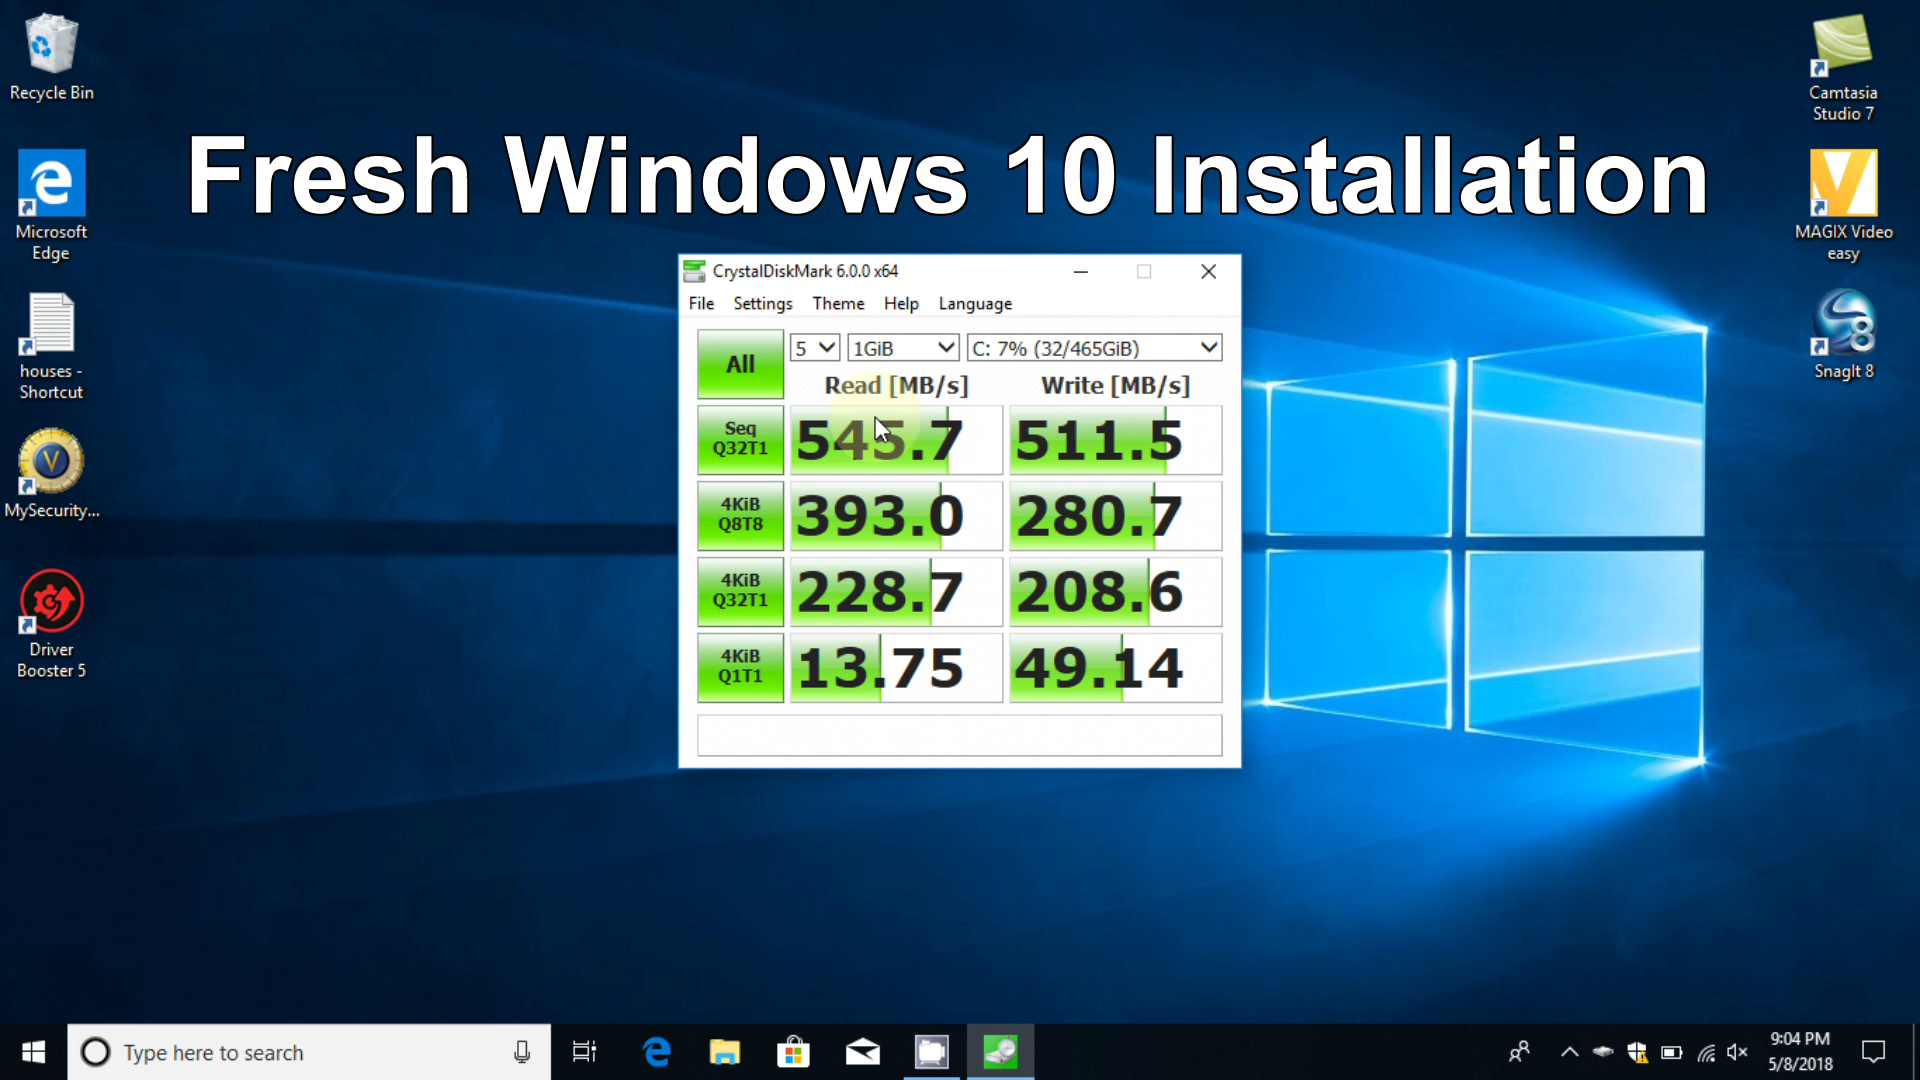 Recycle Bin
Microsoft
Edge
houses -
Shortcut
MySecurity...
Driver
Booster 5
Fresh Windows 10 Installation
CrystalDiskMark 6.0.0 x64
File Settings Theme Help Language
All 5 1GiB C: 7% (32/465GiB)
Read [MB/s] Write [MB/s]
Seq
Q32T1
545.7 511.5
4KiB
Q8T8
393.0 280.7
4KiB
Q32T1
228.7 208.6
4KiB
Q1T1
13.75 49.14
Camtasia
Studio 7
MAGIX Video
easy
SnagIt 8
Type here to search
9:04 PM
5/8/2018